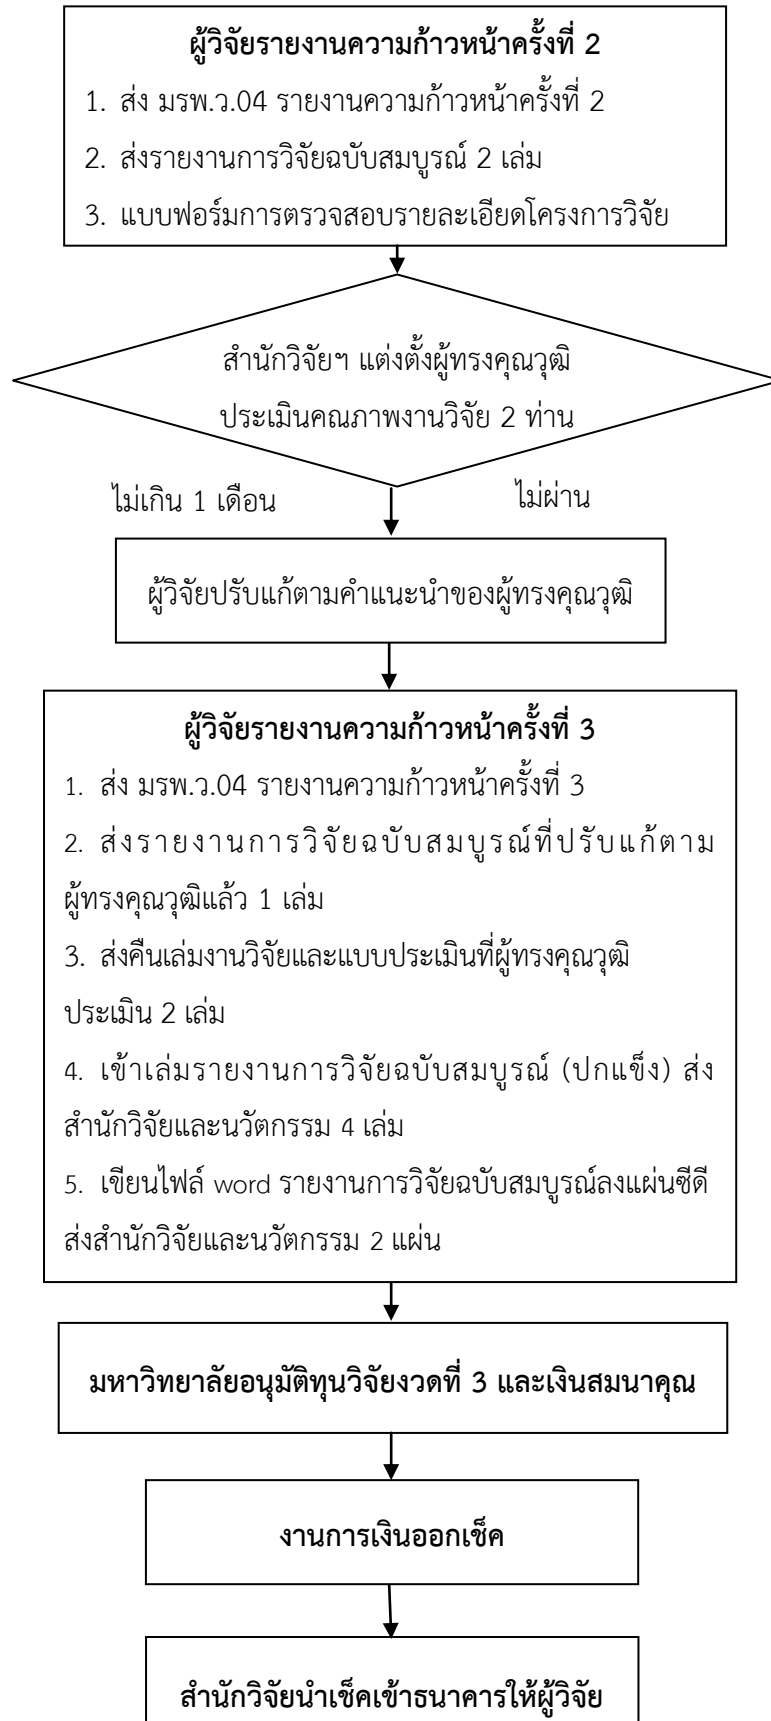 ผู้วิจัยรายงานความก้าวหน้าครั้งที่ 2
1. ส่ง มรพ.ว.04 รายงานความก้าวหน้าครั้งที่ 2
2. ส่งรายงานการวิจัยฉบับสมบูรณ์ 2 เล่ม
3. แบบฟอร์มการตรวจสอบรายละเอียดโครงการวิจัย
สำนักวิจัยฯ แต่งตั้งผู้ทรงคุณวุฒิ
ประเมินคณภาพงานวิจัย 2 ท่าน
ไม่เกิน 1 เดือน
ไม่ผ่าน
ผู้วิจัยปรับแก้ตามคำแนะนำของผู้ทรงคุณวุฒิ
ผู้วิจัยรายงานความก้าวหน้าครั้งที่ 3
1. ส่ง มรพ.ว.04 รายงานความก้าวหน้าครั้งที่ 3
2. ส่งรายงานการวิจัยฉบับสมบูรณ์ที่ปรับแก้ตาม
ผู้ทรงคุณวุฒิแล้ว 1 เล่ม
3. ส่งคืนเล่มงานวิจัยและแบบประเมินที่ผู้ทรงคุณวุฒิ
ประเมิน 2 เล่ม
4. เข้าเล่มรายงานการวิจัยฉบับสมบูรณ์ (ปกแข็ง) ส่ง
สำนักวิจัยและนวัตกรรม 4 เล่ม
5. เขียนไฟล์ word รายงานการวิจัยฉบับสมบูรณ์ลงแผ่นซีดี
ส่งสำนักวิจัยและนวัตกรรม 2 แผ่น
มหาวิทยาลัยอนุมัติทุนวิจัยงวดที่ 3 และเงินสมนาคุณ
งานการเงินออกเช็ค
สำนักวิจัยนำเช็คเข้าธนาคารให้ผู้วิจัย